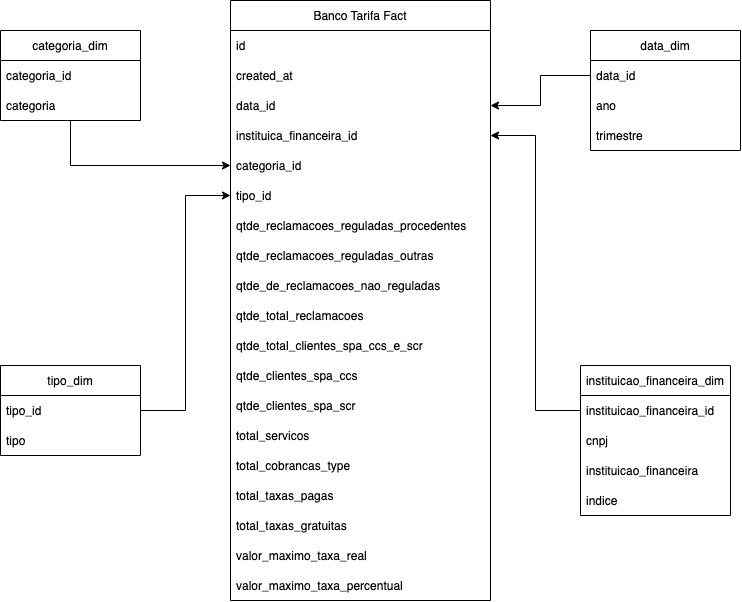 Banco Tarifa Fact
id
created_at
data_id
instituica_financeira_id
categoria_id
tipo_id
qtde_reclamacoes_reguladas_procedentes
qtde_reclamacoes_reguladas_outras
qtde_de_reclamacoes_nao_reguladas
qtde_total_reclamacoes
qtde_total_clientes_spa_ccs_e_scr
qtde_clientes_spa_ccs
qtde_clientes_spa_scr
total_servicos
total_cobrancas_type
total_taxas_pagas
total_taxas_gratuitas
valor_maximo_taxa_real
valor_maximo_taxa_percentual
categoria_dim
categoria_id
categoria
data_dim
data_id
ano
trimestre
tipo_dim
tipo_id
tipo
instituicao_financeira_dim
instituicao_financeira_id
cnpj
instituicao_financeira
indice